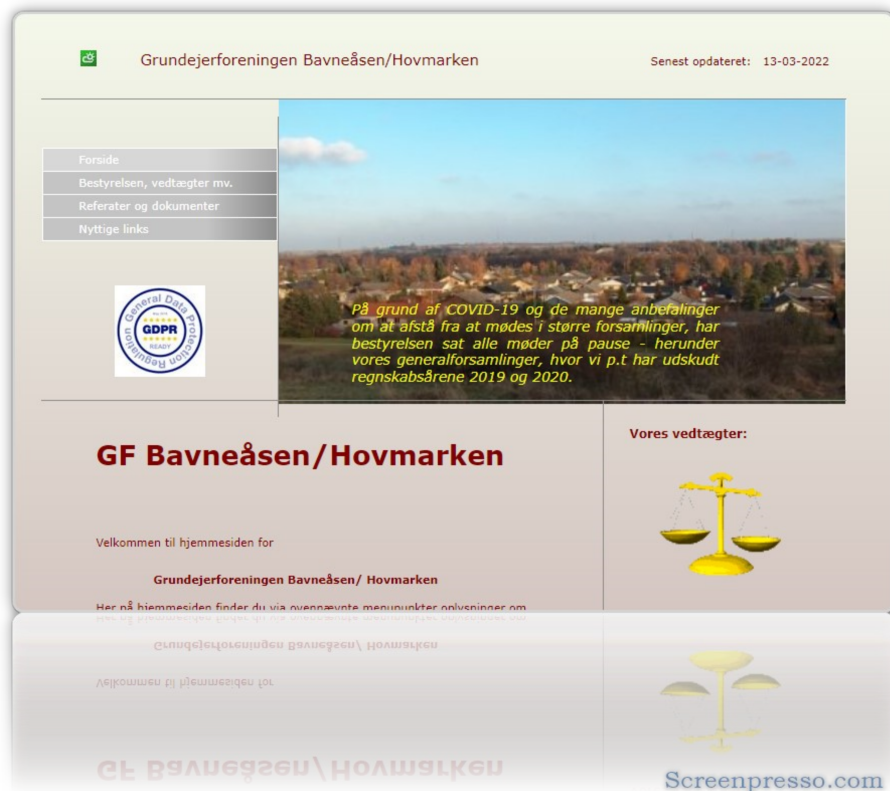 Grundejerforeningen Bavneåsen/Hovmarken
Senest opdateret: 13-03-2022
Forside
Bestyrelsen, vedtægter mv.
Referater og dokumenter
Nyttige links
General Data Protection Regulation
GDPR
READY
På grund af COVID-19 og de mange anbefalinger
om at afstå fra at mødes i større forsamlinger, har
bestyrelsen sat alle møder på pause - herunder
vores generalforsamlinger, hvor vi p.t har udskudt
regnskabsårene 2019 og 2020.
GF Bavneåsen/Hovmarken
Vores vedtægter:
Velkommen til hjemmesiden for
Grundejerforeningen Bavneåsen/ Hovmarken
Her på hjemmesiden finder du via ovennævnte menupunkter oplysninger om
Screenpresso.com